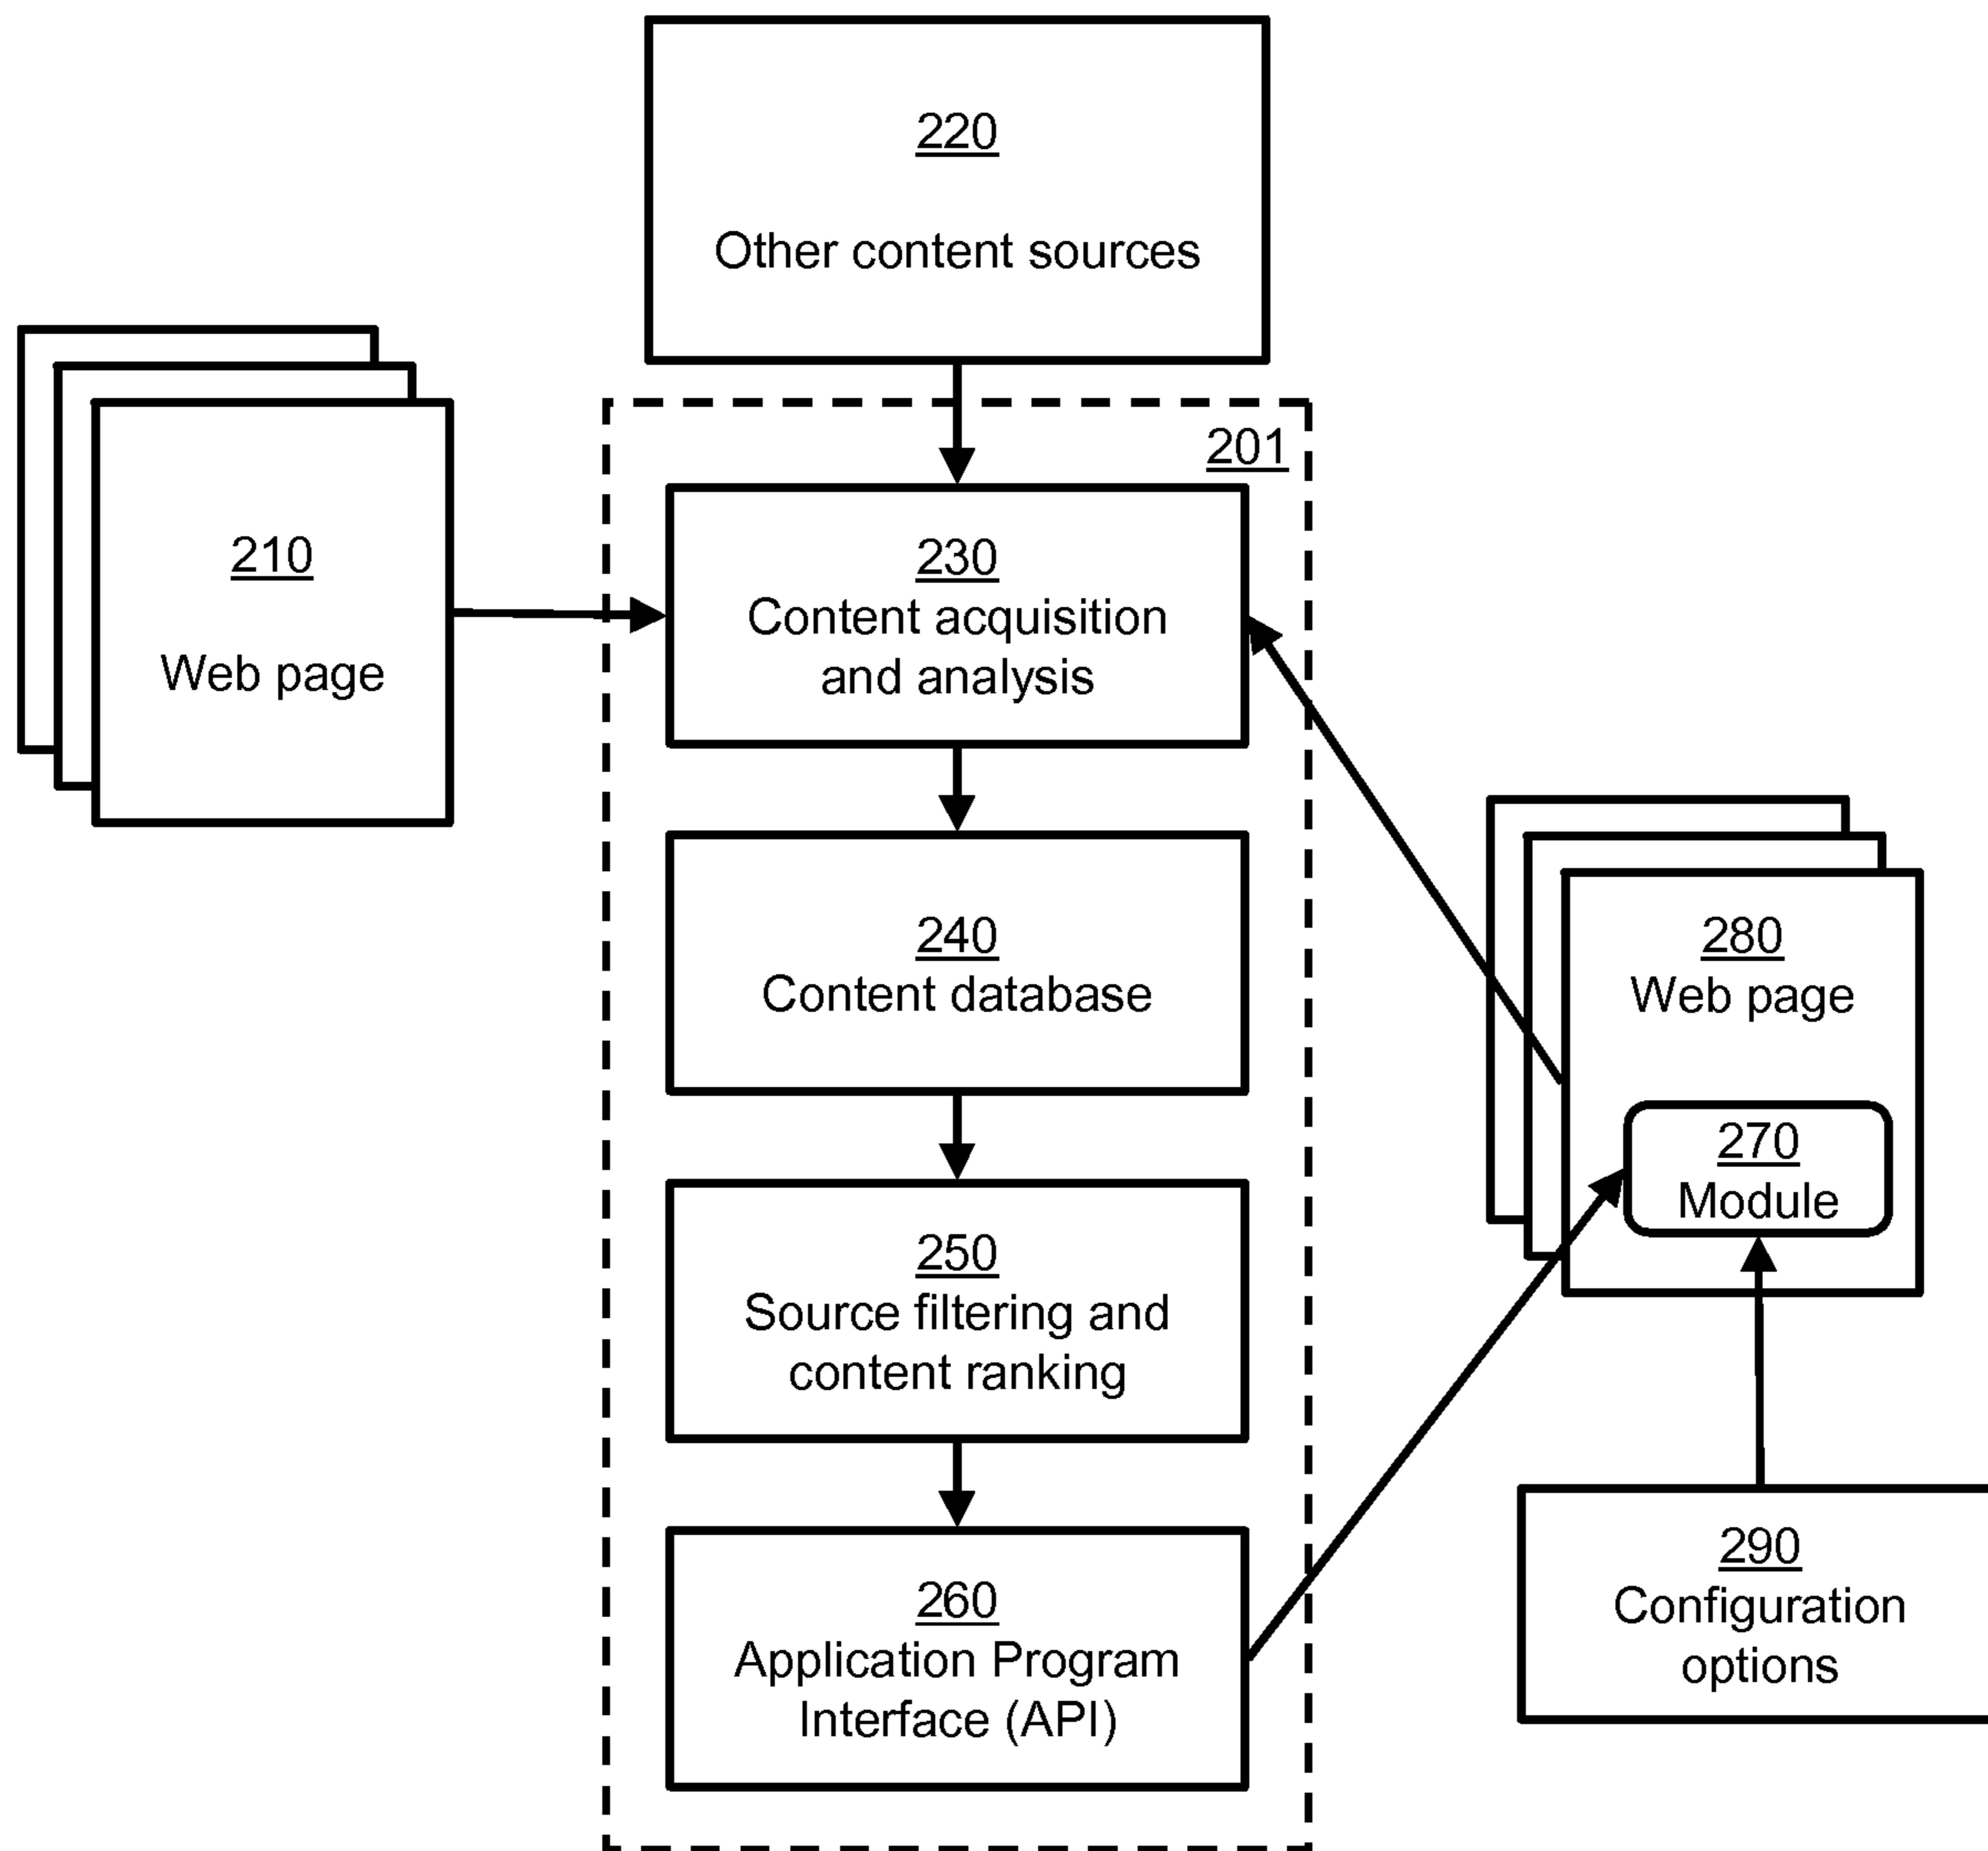 220
Other content sources
201
210
Web page
230
Content acquisition
and analysis
240
Content database
280
Web page
270
Module
250
Source filtering and
content ranking
260
Application Program
Interface (API)
290
Configuration
options